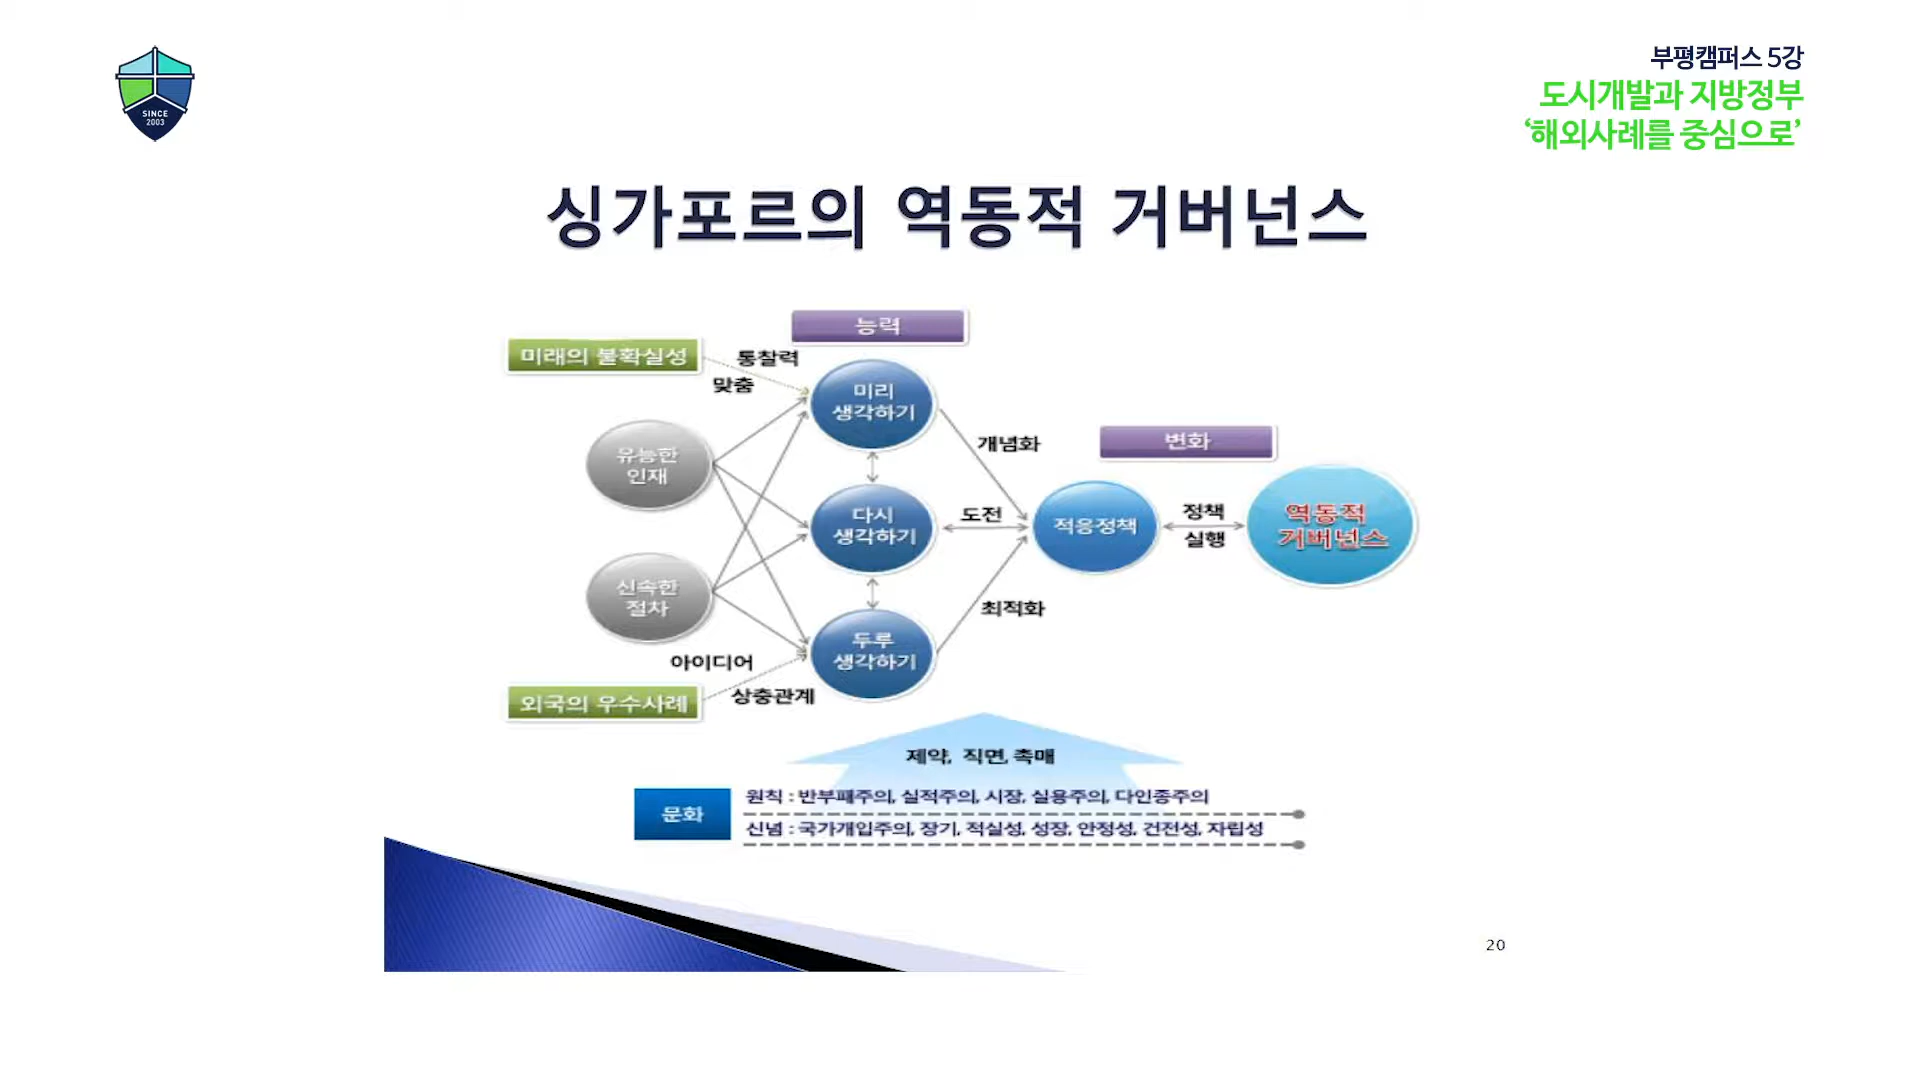 SINCE
2003
부평캠퍼스 5강
도시개발과 지방정부
‘해외사례를 중심으로’
싱가포르의 역동적 거버넌스
능력
미래의 불확실성
통찰력
맞춤
미리
생각하기
유능한
인재
개념화
변화
다시
생각하기
도전
적응정책
정책
실행
역동적
거버넌스
신속한
절차
두루
생각하기
최적화
아이디어
상충관계
외국의 우수사례
제약, 직면, 촉매
문화
원칙 : 반부패주의, 실적주의, 시장, 실용주의, 다인종주의
신념 : 국가개입주의, 장기, 적실성, 성장, 안정성, 건전성, 자립성
20